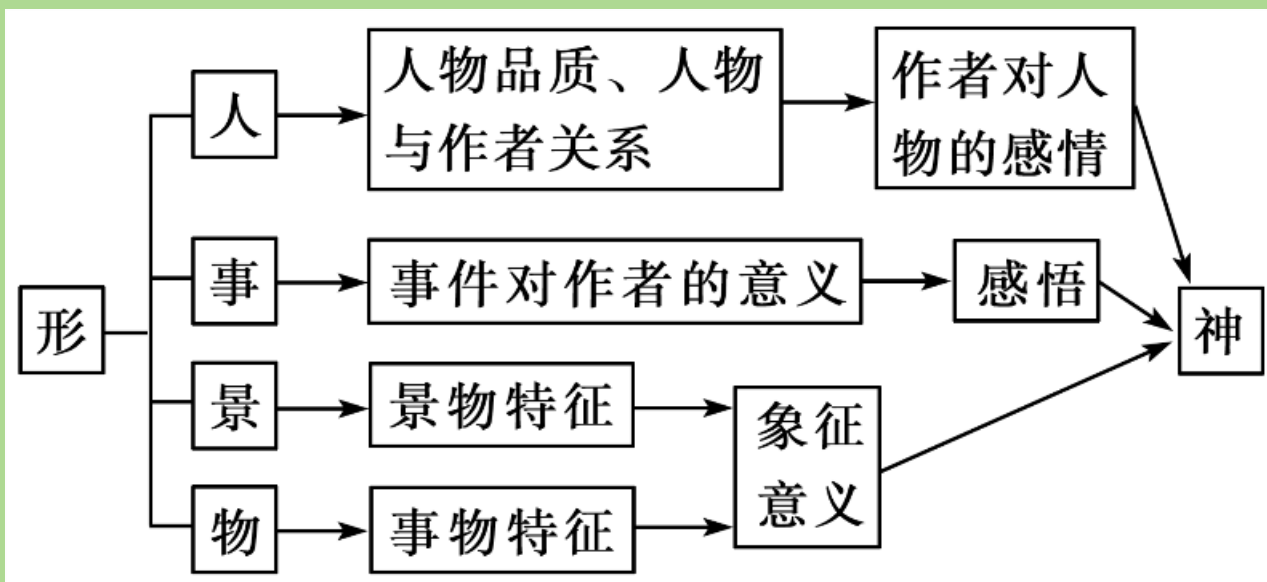 形
人
人物品质、人物
与作者关系
作者对人
物的感情
事
事件对作者的意义
感悟
景
景物特征
物
事物特征
象征
意义
神